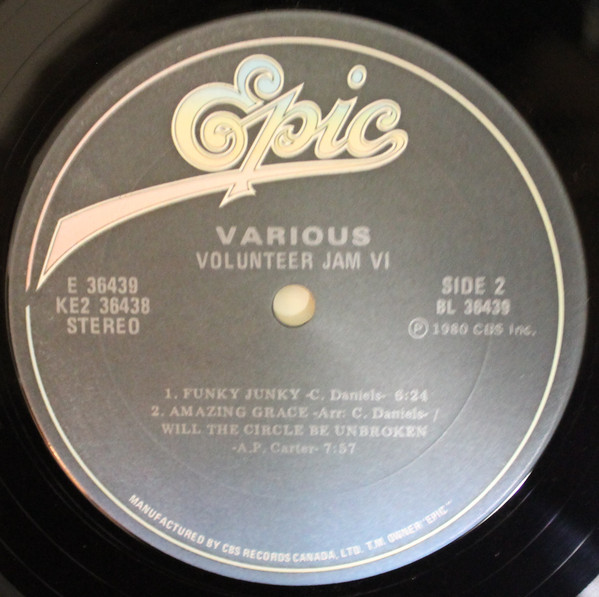 Epic
VARIOUS
VOLUNTEER JAM VI
E 36439
KE2 36438
STEREO
SIDE 2
BL 36439
Ⓟ 1980 CBS Inc.
1. FUNKY JUNKY -C. Daniels- 6:24
2. AMAZING GRACE -Arr: C. Daniels- /
WILL THE CIRCLE BE UNBROKEN
-A.P. Carter- 7:57
MANUFACTURED BY CBS RECORDS CANADA, LTD. T.M. OWNER "EPIC"